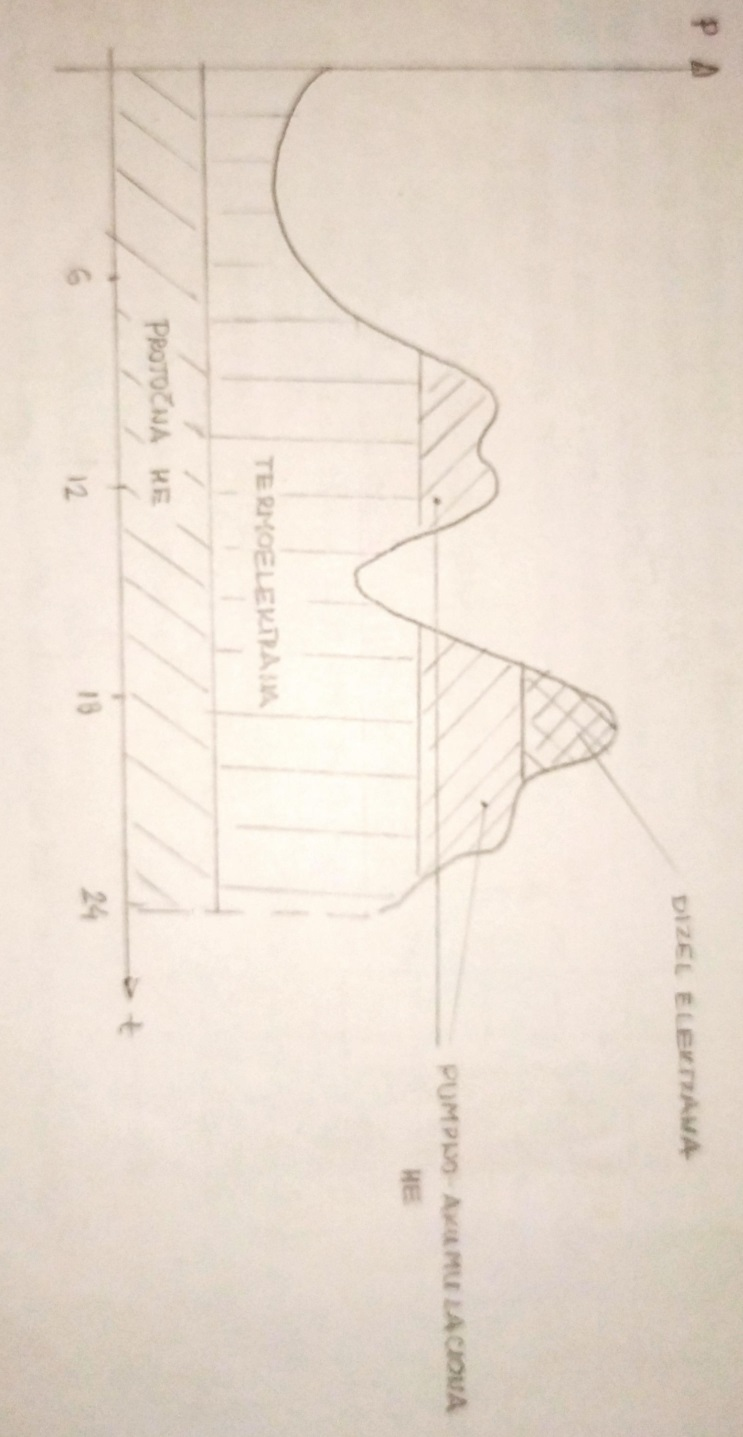 P
DIZEL ELEKTRANA
PUMPNO-AKUMULACIONA
HE
TERMOELEKTRANA
PROTOČNA HE
6
12
18
24
t